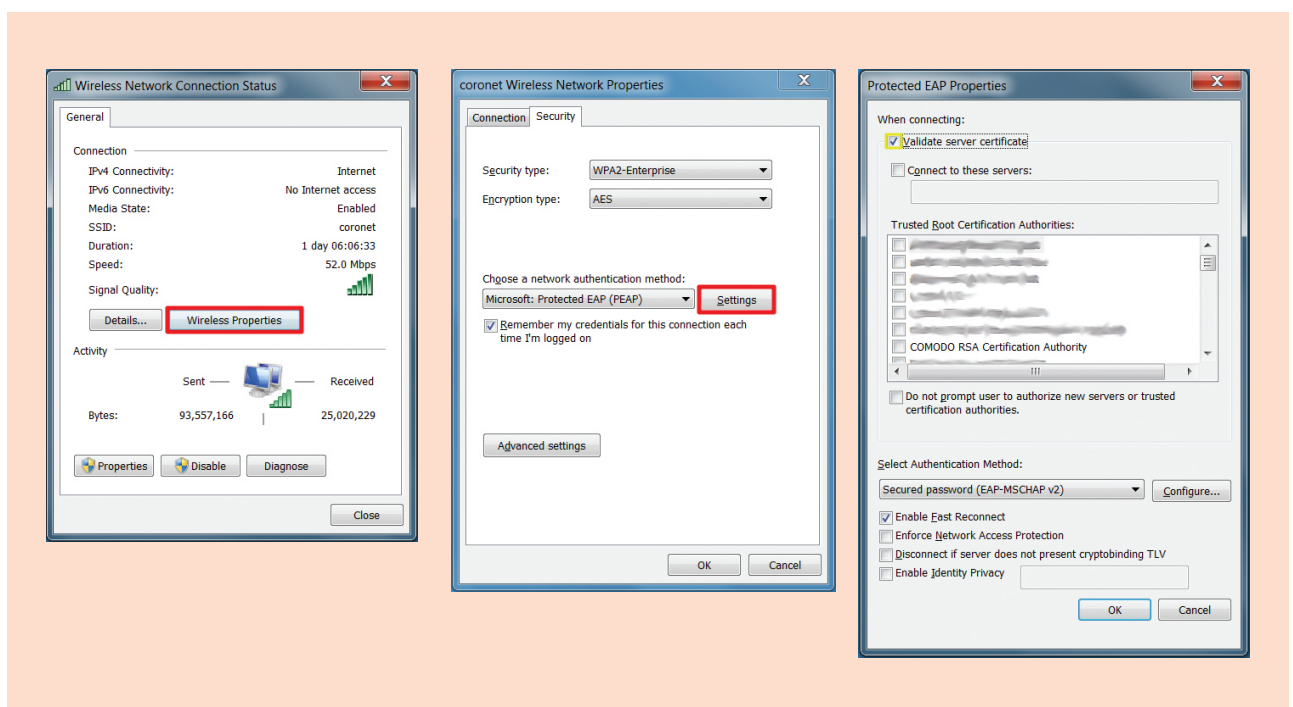 Wireless Network Connection Status
General
Connection
IPv4 Connectivity: Internet
IPv6 Connectivity: No Internet access
Media State: Enabled
SSID: coronet
Duration: 1 day 06:06:33
Speed: 52.0 Mbps
Signal Quality:
Details... Wireless Properties
Activity
Sent Received
Bytes: 93,557,166 25,020,229
Properties Disable Diagnose
Close
coronet Wireless Network Properties
Connection Security
Security type: WPA2-Enterprise
Encryption type: AES
Choose a network authentication method:
Microsoft: Protected EAP (PEAP) Settings
Remember my credentials for this connection each
time I'm logged on
Advanced settings
OK Cancel
Protected EAP Properties
When connecting:
Validate server certificate
Connect to these servers:
Trusted Root Certification Authorities:
COMODO RSA Certification Authority
Do not prompt user to authorize new servers or trusted
certification authorities.
Select Authentication Method:
Secured password (EAP-MSCHAP v2) Configure...
Enable Fast Reconnect
Enforce Network Access Protection
Disconnect if server does not present cryptobinding TLV
Enable Identity Privacy
OK Cancel